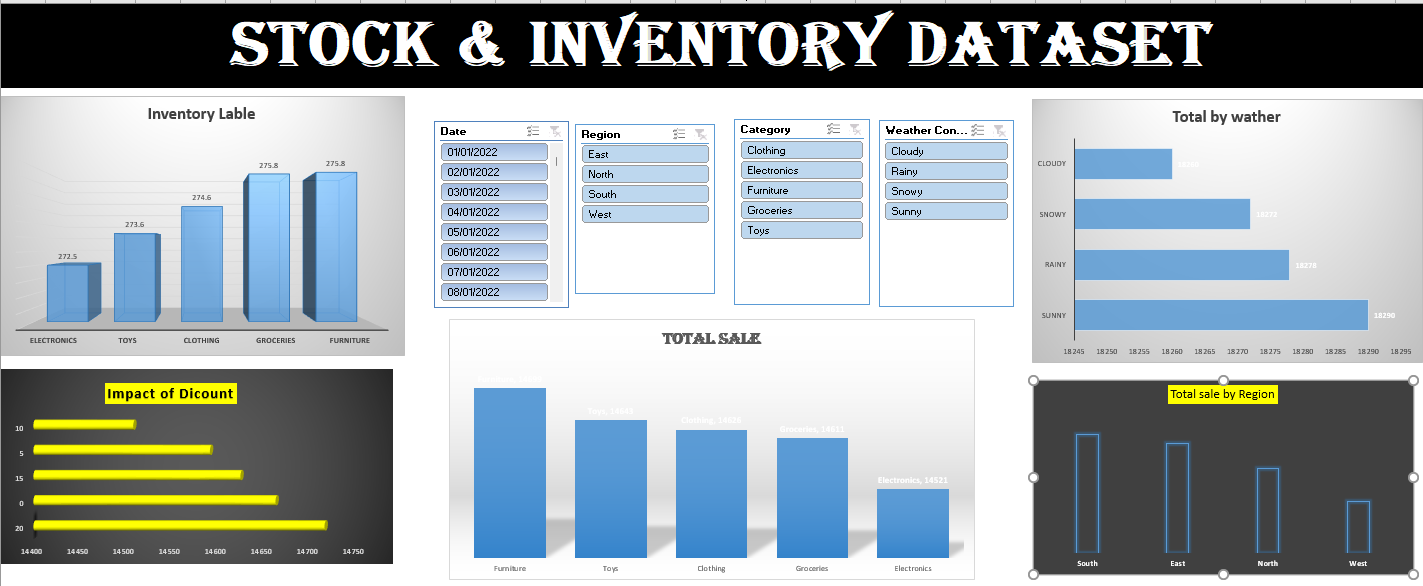 STOCK & INVENTORY DATASET
Inventory Lable
272.5
273.6
274.6
275.8
275.8
ELECTRONICS
TOYS
CLOTHING
GROCERIES
FURNITURE
Date
01/01/2022
02/01/2022
03/01/2022
04/01/2022
05/01/2022
06/01/2022
07/01/2022
08/01/2022
Region
East
North
South
West
Category
Clothing
Electronics
Furniture
Groceries
Toys
Weather Con...
Cloudy
Rainy
Snowy
Sunny
Total by wather
CLOUDY
SNOWY
18272
RAINY
18278
SUNNY
18290
18245 18250 18255 18260 18265 18270 18275 18280 18285 18290 18295
Impact of Dicount
10
5
15
0
20
14400 14450 14500 14550 14600 14650 14700 14750
TOTAL SALE
Toys, 14643
Clothing,
Groceries, 14611
Electronics, 14521
Furniture
Toys
Clothing
Groceries
Electronics
Total sale by Region
South
East
North
West